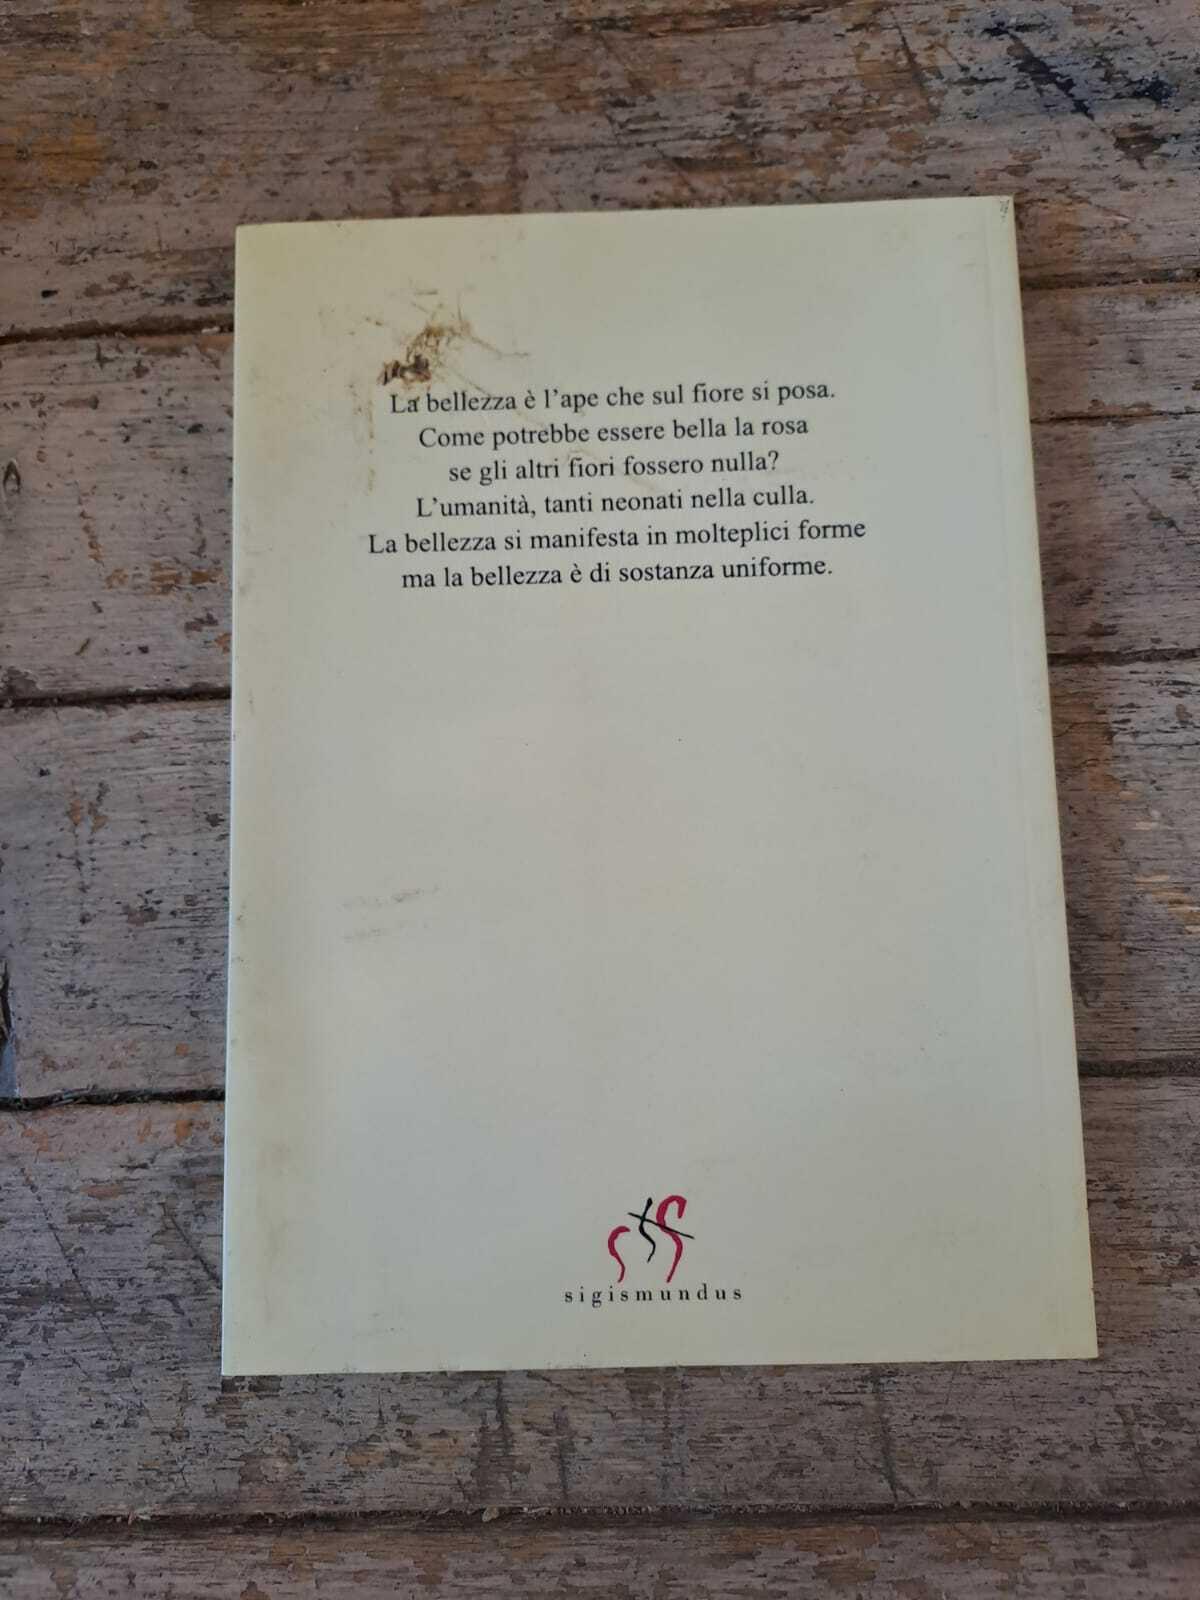 La bellezza è l'ape che sul fiore si posa.
Come potrebbe essere bella la rosa
se gli altri fiori fossero nulla?
L'umanità, tanti neonati nella culla.
La bellezza si manifesta in molteplici forme
ma la bellezza è di sostanza uniforme.
sigismundus